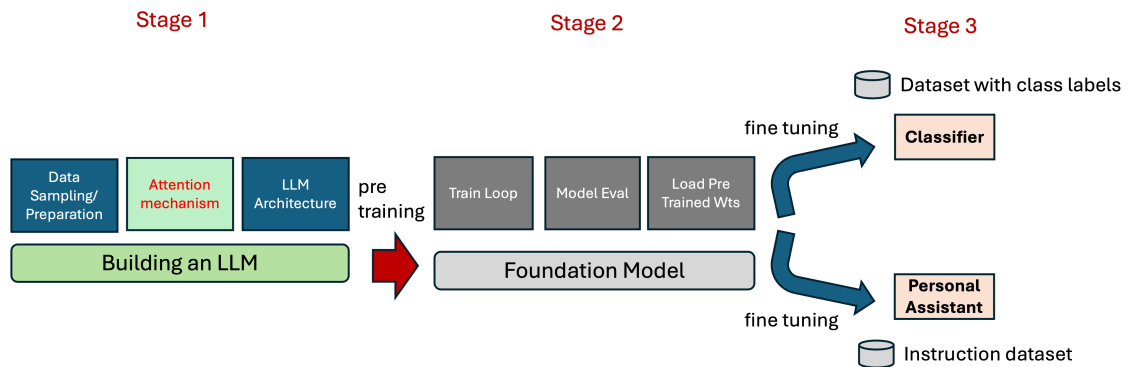 Stage 1
Stage 2
Stage 3
Dataset with class labels
fine tuning
Classifier
Data
Sampling/
Preparation
Attention
mechanism
LLM
Architecture
pre
training
Train Loop
Model Eval
Load Pre
Trained Wts
Building an LLM
Foundation Model
Personal
Assistant
fine tuning
Instruction dataset